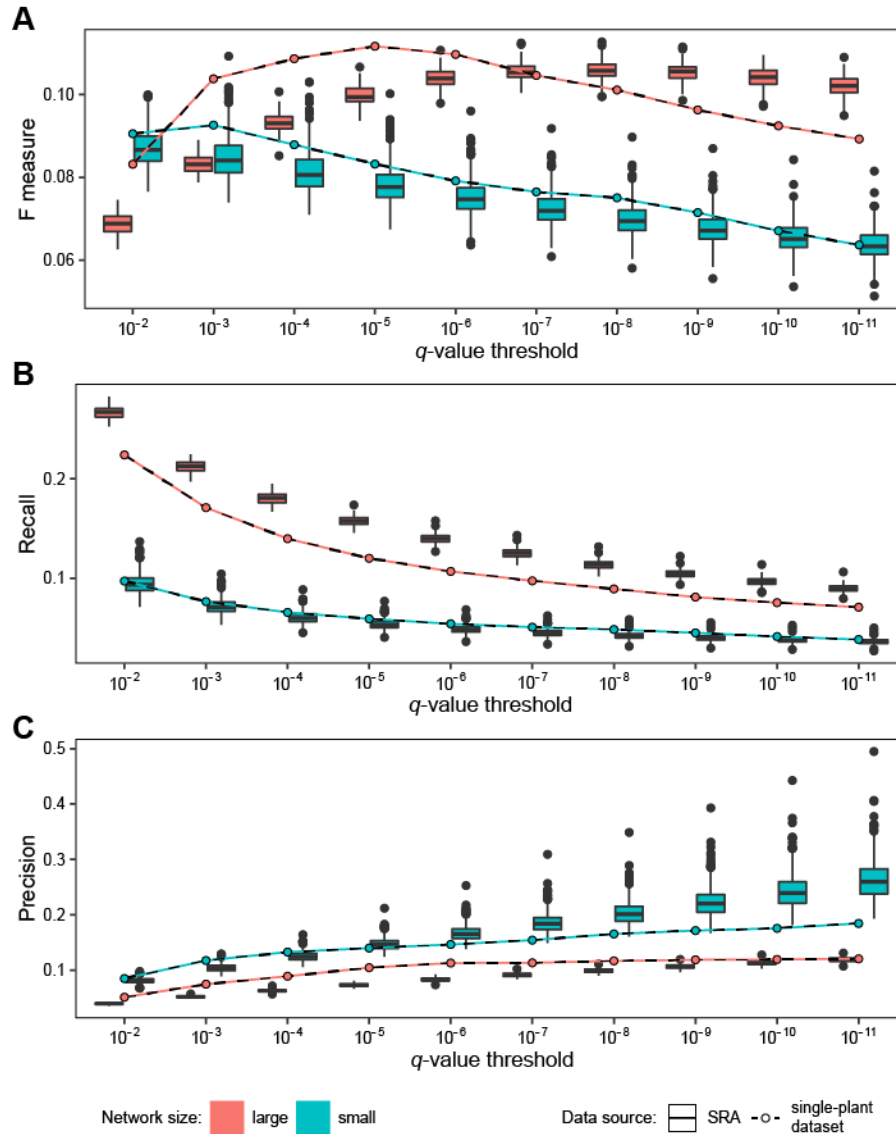 A
F measure
0.10
0.08
0.06
10⁻² 10⁻³ 10⁻⁴ 10⁻⁵ 10⁻⁶ 10⁻⁷ 10⁻⁸ 10⁻⁹ 10⁻¹⁰ 10⁻¹¹
q-value threshold
B
Recall
0.2
0.1
10⁻² 10⁻³ 10⁻⁴ 10⁻⁵ 10⁻⁶ 10⁻⁷ 10⁻⁸ 10⁻⁹ 10⁻¹⁰ 10⁻¹¹
q-value threshold
C
Precision
0.5
0.4
0.3
0.2
0.1
10⁻² 10⁻³ 10⁻⁴ 10⁻⁵ 10⁻⁶ 10⁻⁷ 10⁻⁸ 10⁻⁹ 10⁻¹⁰ 10⁻¹¹
q-value threshold
Network size: large small Data source: SRA single-plant
dataset